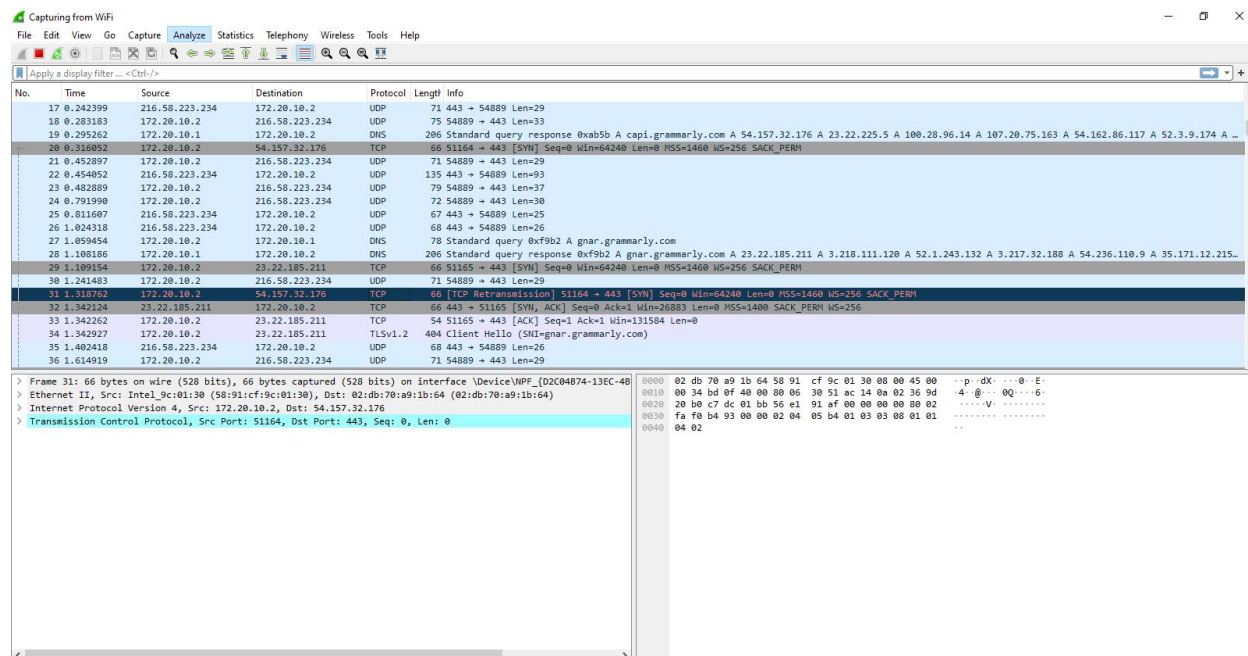 Capturing from WiFi
File Edit View Go Capture Analyze Statistics Telephony Wireless Tools Help
Apply a display filter ... <Ctrl-/>
No. Time Source Destination Protocol Length Info
17 0.242399 216.58.223.234 172.20.10.2 UDP 71 443 → 54889 Len=29
18 0.283183 172.20.10.2 216.58.223.234 UDP 75 54889 → 443 Len=33
19 0.295262 172.20.10.1 172.20.10.2 DNS 206 Standard query response 0xab5b A capi.grammarly.com A 54.157.32.176 A 23.22.225.5 A 100.28.96.14 A 107.20.75.163 A 54.162.86.117 A 52.3.9.174 A …
20 0.316052 172.20.10.2 54.157.32.176 TCP 66 51164 → 443 [SYN] Seq=0 Win=64240 Len=0 MSS=1460 WS=256 SACK_PERM
21 0.452897 172.20.10.2 216.58.223.234 UDP 71 54889 → 443 Len=29
22 0.454052 172.20.10.2 216.58.223.234 UDP 135 54889 → 443 Len=93
23 0.482889 172.20.10.2 216.58.223.234 UDP 79 54889 → 443 Len=37
24 0.791990 172.20.10.2 216.58.223.234 UDP 72 54889 → 443 Len=30
25 0.811607 216.58.223.234 172.20.10.2 UDP 67 443 → 54889 Len=25
26 1.024318 216.58.223.234 172.20.10.2 UDP 68 443 → 54889 Len=26
27 1.059454 172.20.10.2 172.20.10.1 DNS 78 Standard query 0xf9b2 A gnar.grammarly.com
28 1.108186 172.20.10.1 172.20.10.2 DNS 206 Standard query response 0xf9b2 A gnar.grammarly.com A 23.22.185.211 A 3.218.111.120 A 52.1.243.132 A 3.217.32.188 A 54.236.110.9 A 35.171.12.215…
29 1.109154 172.20.10.2 23.22.185.211 TCP 66 51165 → 443 [SYN] Seq=0 Win=64240 Len=0 MSS=1460 WS=256 SACK_PERM
30 1.241483 172.20.10.2 216.58.223.234 UDP 71 54889 → 443 Len=29
31 1.318762 172.20.10.2 54.157.32.176 TCP 66 [TCP Retransmission] 51164 → 443 [SYN] Seq=0 Win=64240 Len=0 MSS=1460 WS=256 SACK_PERM
32 1.342124 23.22.185.211 172.20.10.2 TCP 66 443 → 51165 [SYN, ACK] Seq=0 Ack=1 Win=26883 Len=0 MSS=1400 SACK_PERM WS=256
33 1.342262 172.20.10.2 23.22.185.211 TCP 54 51165 → 443 [ACK] Seq=1 Ack=1 Win=131584 Len=0
34 1.342927 172.20.10.2 23.22.185.211 TLSv1.2 404 Client Hello (SNI=gnar.grammarly.com)
35 1.402418 216.58.223.234 172.20.10.2 UDP 68 443 → 54889 Len=26
36 1.614919 172.20.10.2 216.58.223.234 UDP 71 54889 → 443 Len=29
> Frame 31: 66 bytes on wire (528 bits), 66 bytes captured (528 bits) on interface \Device\NPF_{D2C04B74-13EC-4B
> Ethernet II, Src: Intel_9c:01:30 (58:91:cf:9c:01:30), Dst: 02:db:70:a9:1b:64 (02:db:70:a9:1b:64)
> Internet Protocol Version 4, Src: 172.20.10.2, Dst: 54.157.32.176
> Transmission Control Protocol, Src Port: 51164, Dst Port: 443, Seq: 0, Len: 0
0000 02 db 70 a9 1b 64 58 91 cf 9c 01 30 08 00 45 00 ··p··dX· ···0··E·
0010 00 34 bd 0f 40 00 80 06 30 51 ac 14 0a 02 36 9d ·4··@··· 0Q····6·
0020 20 b0 c7 dc 01 bb 56 e1 91 af 00 00 00 00 80 02 ·····V· ········
0030 fa f0 b4 93 00 00 02 04 05 b4 01 03 03 08 01 01 ········ ········
0040 04 02 ··